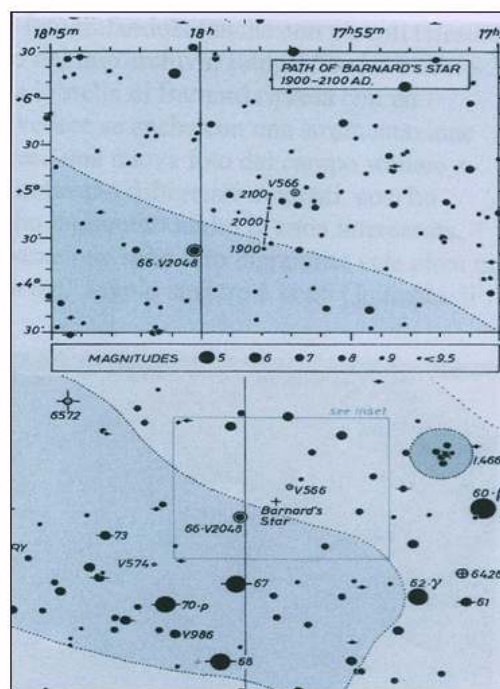 18h5m 18h 17h55m
30'
PATH OF BARNARD'S STAR
1900–2100 AD.
+6°
30'
V566
+5°
2100
2000
30'
1900
66·V2048
+4°
30'
MAGNITUDES 5 6 7 8 9 <9.5
6572
see inset
V566
60·β
Barnard's
Star
66·V2048
73
RY
V574
67
62·γ
6426
61
70·p
V986
68